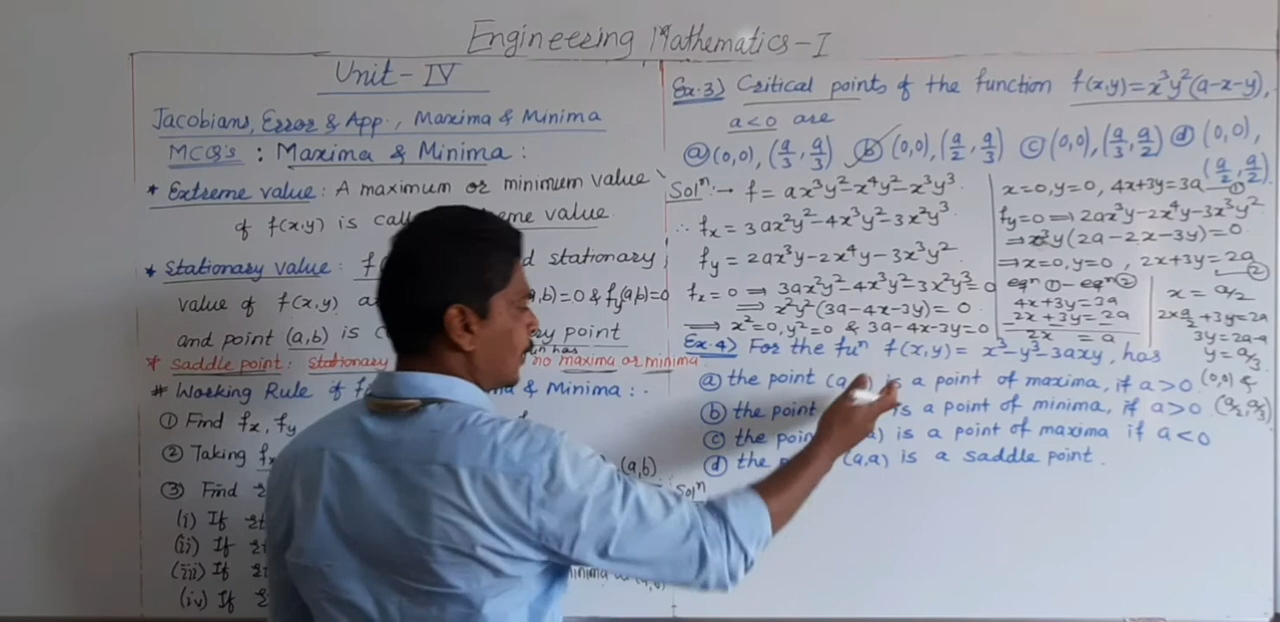 Engineering Mathematics-I
Unit-IV
Jacobians, Error & App., Maxima & Minima
MCQ's : Maxima & Minima :
* Extreme value : A maximum or minimum value
of f(x,y) is value.
* Stationary value : stationary
value of f(x,y) a,b)=0 & fy(a,b)=0
and point (a,b) is point
* Saddle point : Stationary has no maxima or minima.
# Working Rule & Minima :-
① Find fx, fy
② Taking (a,b)
③ Find
(i) If
(ii) If
(iii) If
(iv) If
Ex.3) Critical points of the function f(x,y)=x³y²(a-x-y),
a<0 are
ⓐ (0,0), (a/3, a/3) ⓑ (0,0), (a/2, a/3) ⓒ (0,0), (a/3, a/2) ⓓ (0,0),
(a/2, a/2).
Solⁿ :→ f = ax³y²-x⁴y²-x³y³.
∴ fx = 3ax²y²-4x³y²-3x²y³.
fy = 2ax³y-2x⁴y-3x³y²
fx=0 ⟹ 3ax²y²-4x³y²-3x²y³=0
⟹ x²y²(3a-4x-3y)=0
⟹ x²=0, y²=0 & 3a-4x-3y=0
x=0, y=0, 4x+3y=3a ①
fy=0 ⟹ 2ax³y-2x⁴y-3x³y²
⟹ x³y(2a-2x-3y)=0
⟹ x=0, y=0, 2x+3y=2a
②
eqⁿ ① - eqⁿ ②
4x+3y=3a
2x+3y=2a
2x = a
x = a/2
2×a/2+3y=2a
3y=2a-a
y=a/3
(0,0) &
(a/2, a/3)
Ex.4) For the fuⁿ f(x,y) = x³-y³-3axy, has
ⓐ the point (a, ) is a point of maxima, if a>0
ⓑ the point is a point of minima, if a>0
ⓒ the point a) is a point of maxima if a<0
ⓓ the (a,a) is a saddle point.
Solⁿ